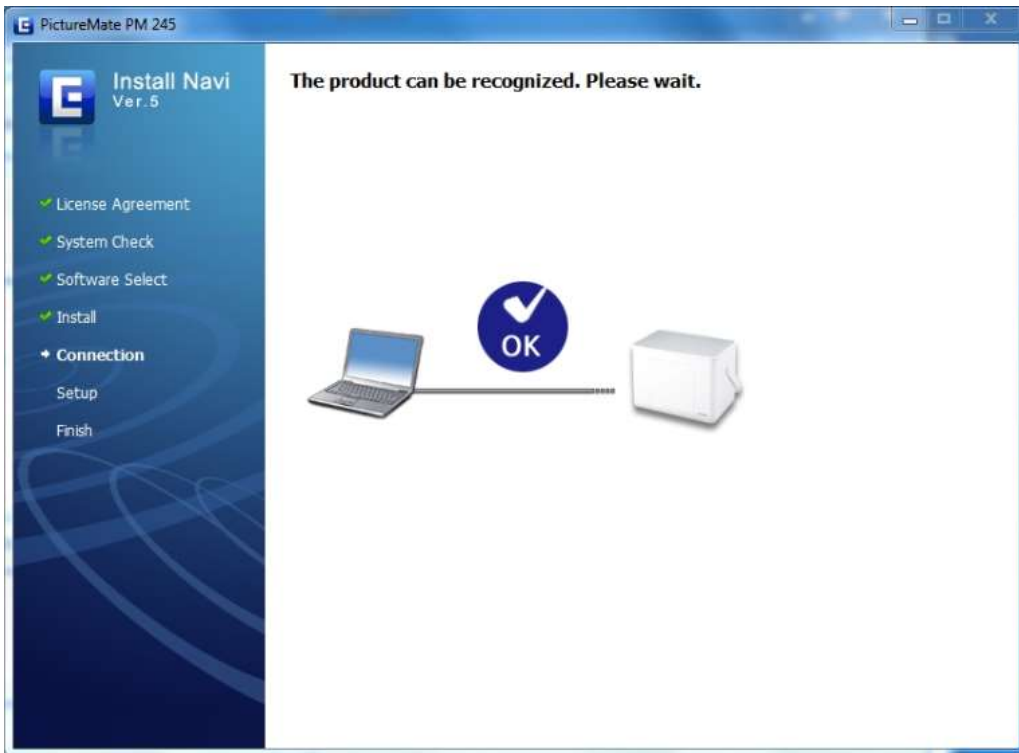 PictureMate PM 245
Install Navi
Ver.5
The product can be recognized. Please wait.
License Agreement
System Check
Software Select
Install
Connection
Setup
Finish
OK